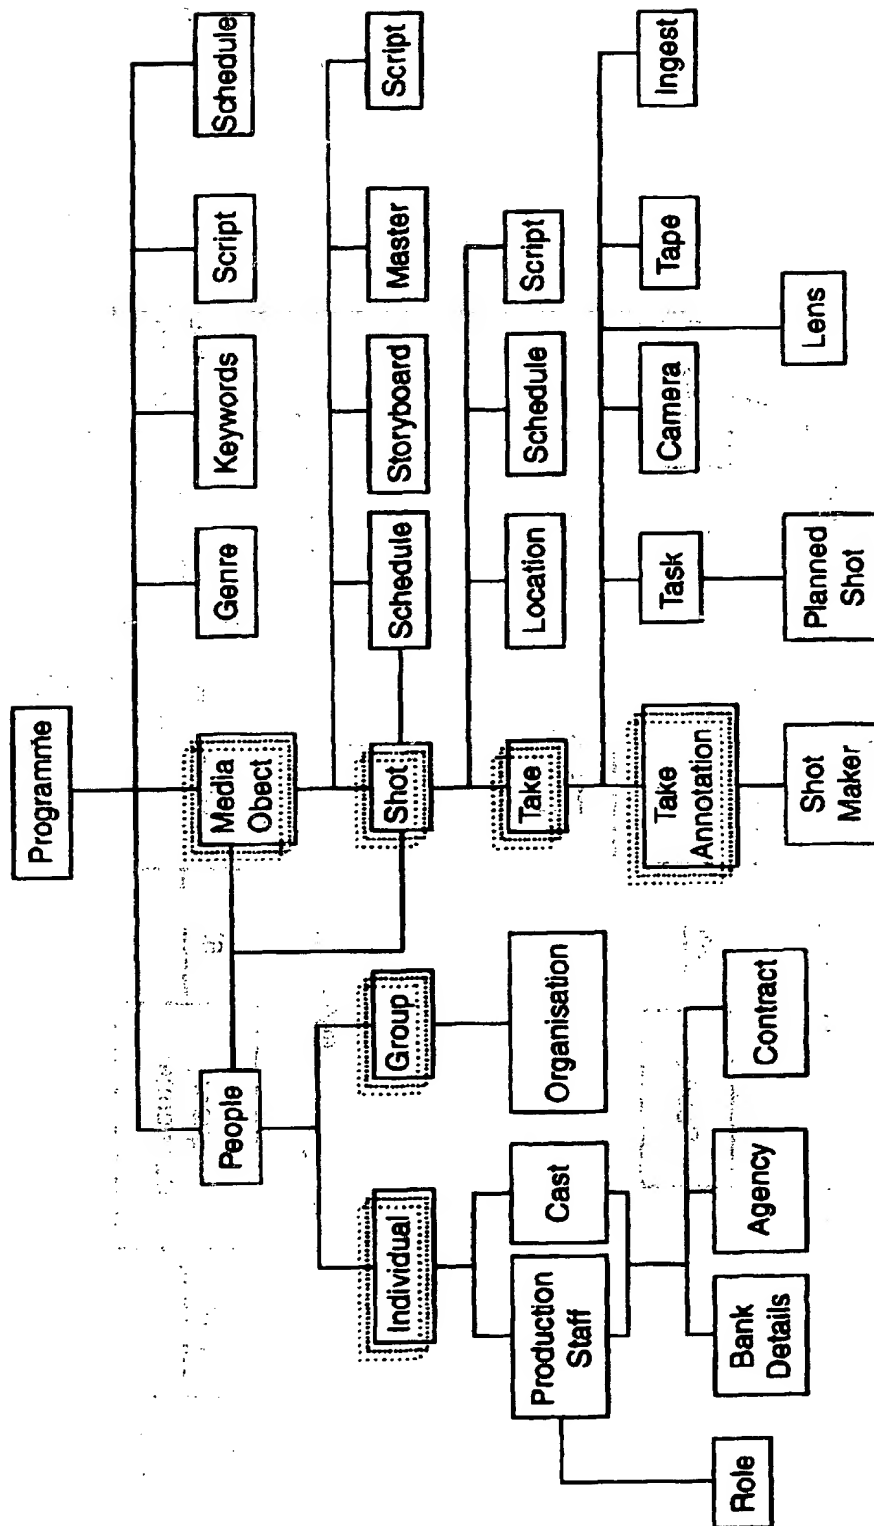 Programme
People
Media
Obect
Genre
Keywords
Script
Schedule
Individual
Group
Shot
Schedule
Storyboard
Master
Script
Production
Staff
Cast
Organisation
Take
Location
Schedule
Script
Take
Annotation
Task
Camera
Tape
Ingest
Role
Bank
Details
Agency
Contract
Shot
Maker
Planned
Shot
Lens